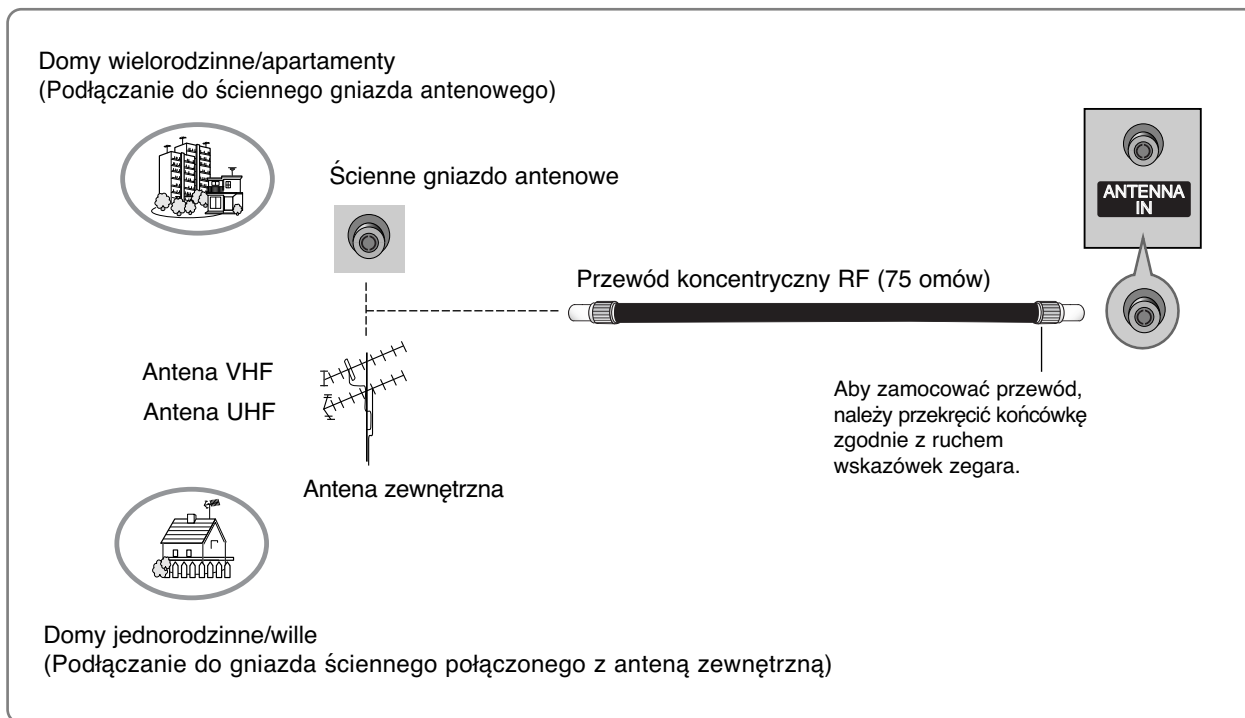 Domy wielorodzinne/apartamenty
(Podłączanie do ściennego gniazda antenowego)
Ścienne gniazdo antenowe
ANTENNA
IN
Przewód koncentryczny RF (75 omów)
Antena VHF
Antena UHF
Aby zamocować przewód,
należy przekręcić końcówkę
zgodnie z ruchem
wskazówek zegara.
Antena zewnętrzna
Domy jednorodzinne/wille
(Podłączanie do gniazda ściennego połączonego z anteną zewnętrzną)